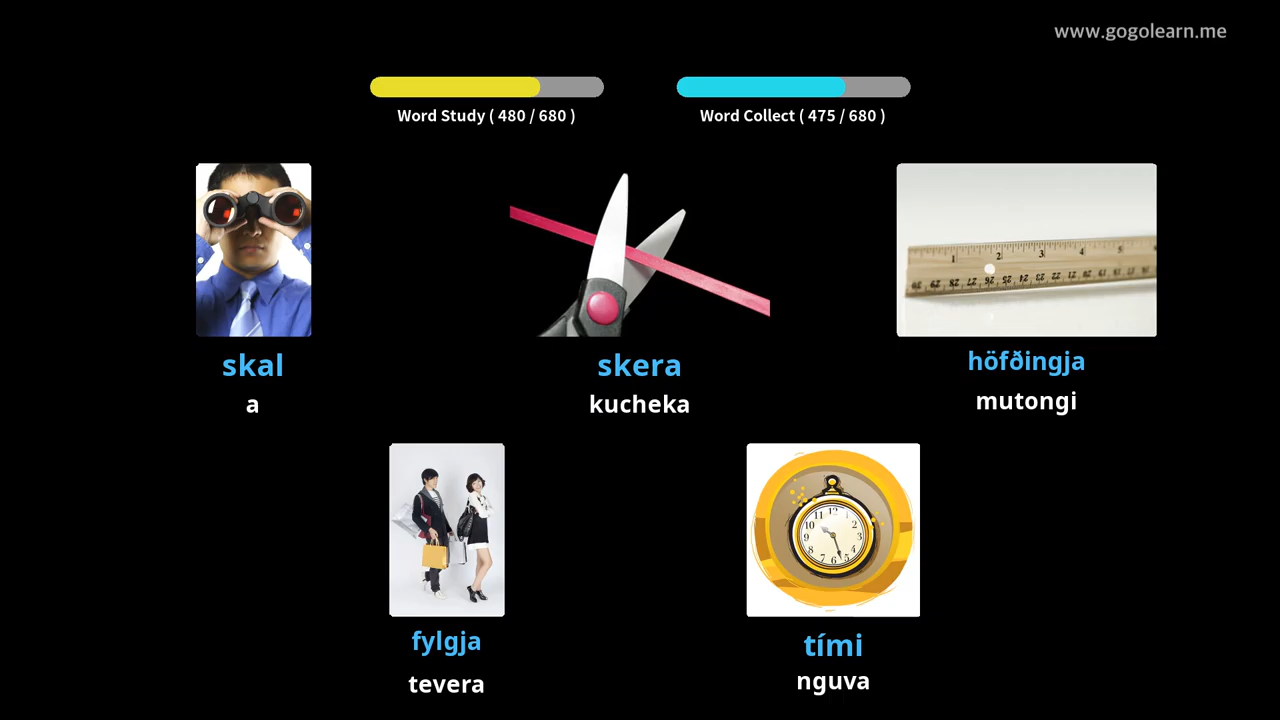 www.gogolearn.me
Word Study ( 480 / 680 )
Word Collect ( 475 / 680 )
skal
a
skera
kucheka
höfðingja
mutongi
fylgja
tevera
tími
nguva